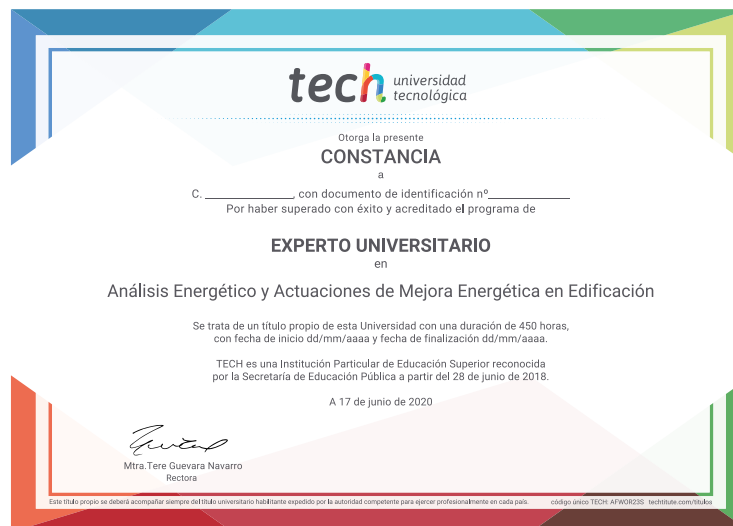 tech universidad
tecnológica
Otorga la presente
CONSTANCIA
a
C. ______________, con documento de identificación nº_____________
Por haber superado con éxito y acreditado el programa de
EXPERTO UNIVERSITARIO
en
Análisis Energético y Actuaciones de Mejora Energética en Edificación
Se trata de un título propio de esta Universidad con una duración de 450 horas,
con fecha de inicio dd/mm/aaaa y fecha de finalización dd/mm/aaaa.
TECH es una Institución Particular de Educación Superior reconocida
por la Secretaría de Educación Pública a partir del 28 de junio de 2018.
A 17 de junio de 2020
Mtra.Tere Guevara Navarro
Rectora
Este título propio se deberá acompañar siempre del título universitario habilitante expedido por la autoridad competente para ejercer profesionalmente en cada país. código único TECH: AFWOR23S techtitute.com/titulos